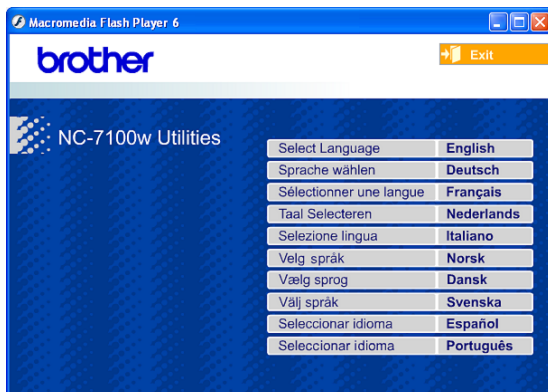 Macromedia Flash Player 6
brother
Exit
NC-7100w Utilities
Select Language English
Sprache wählen Deutsch
Sélectionner une langue Français
Taal Selecteren Nederlands
Selezione lingua Italiano
Velg språk Norsk
Vælg sprog Dansk
Välj språk Svenska
Seleccionar idioma Español
Seleccionar idioma Português